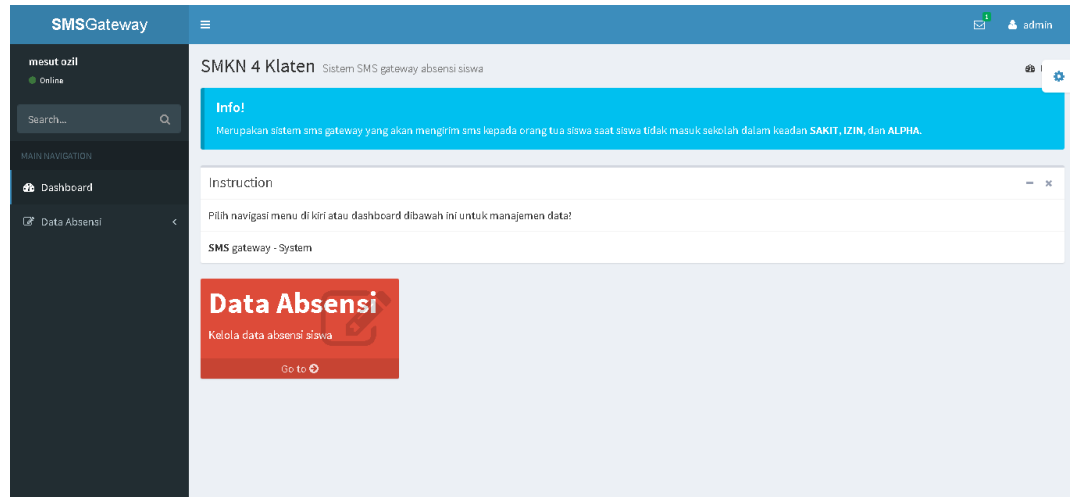 SMSGateway
1
admin
mesut ozil
Online
Search...
MAIN NAVIGATION
Dashboard
Data Absensi
SMKN 4 Klaten Sistem SMS gateway absensi siswa
Info!
Merupakan sistem sms gateway yang akan mengirim sms kepada orang tua siswa saat siswa tidak masuk sekolah dalam keadan SAKIT, IZIN, dan ALPHA.
Instruction
Pilih navigasi menu di kiri atau dashboard dibawah ini untuk manajemen data!
SMS gateway - System
Data Absensi
Kelola data absensi siswa
Go to